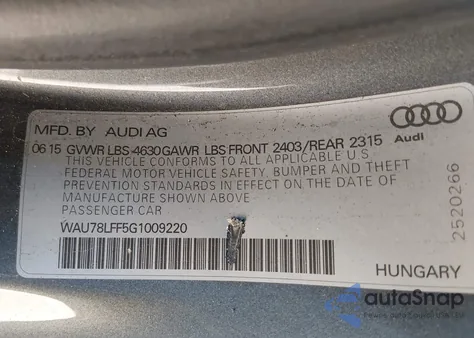 MFD. BY AUDI AG
06 15 GVWR LBS 4630 GAWR LBS FRONT 2403/REAR 2315
THIS VEHICLE CONFORMS TO ALL APPLICABLE U.S
FEDERAL MOTOR VEHICLE SAFETY, BUMPER, AND THEFT
PREVENTION STANDARDS IN EFFECT ON THE DATE OF
MANUFACTURE SHOWN ABOVE
PASSENGER CAR
WAU78LFF5G1009220
Audi
2520266
HUNGARY
autoSnap